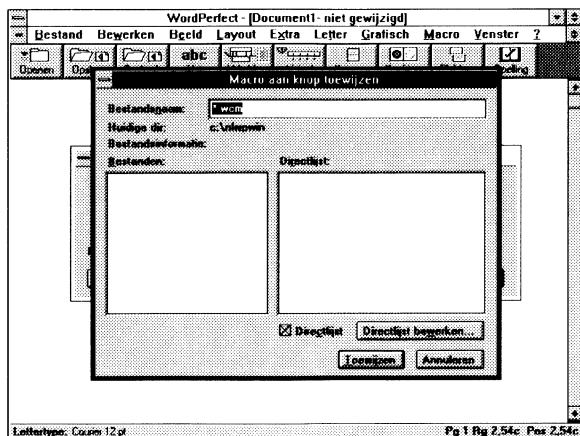 WordPerfect - [Document1- niet gewijzigd]
Bestand Bewerken Beeld Layout Extra Letter Grafisch Macro Venster ?
Openen abc Spelling
Macro aan knop toewijzen
Bestandsnaam: *.wcm
Huidige dir: c:\nlwpwin
Bestandsinformatie:
Bestanden: Directlijst:
Directlijst Directlijst bewerken...
Toewijzen Annuleren
Lettertype: Courier 12 pt Pg 1 Rg 2,54c Pos 2,54c